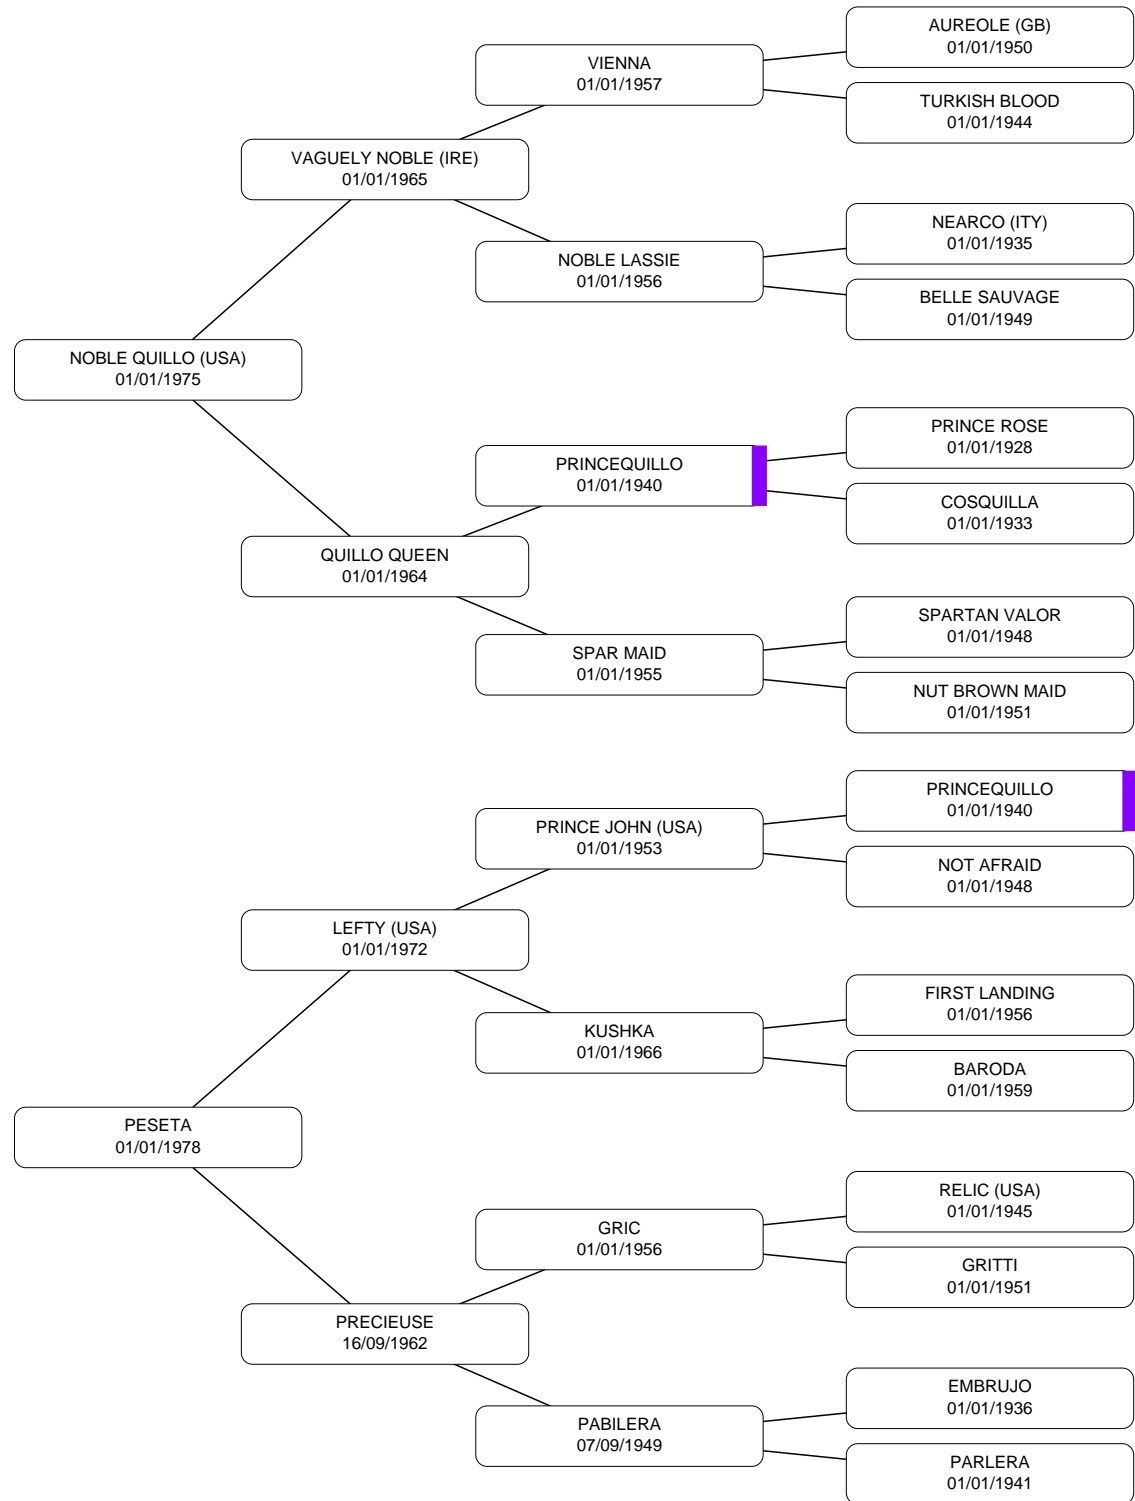 AUREOLE (GB)
01/01/1950
VIENNA
01/01/1957
TURKISH BLOOD
01/01/1944
VAGUELY NOBLE (IRE)
01/01/1965
NEARCO (ITY)
01/01/1935
NOBLE LASSIE
01/01/1956
BELLE SAUVAGE
01/01/1949
NOBLE QUILLO (USA)
01/01/1975
PRINCE ROSE
01/01/1928
PRINCEQUILLO
01/01/1940
COSQUILLA
01/01/1933
QUILLO QUEEN
01/01/1964
SPARTAN VALOR
01/01/1948
SPAR MAID
01/01/1955
NUT BROWN MAID
01/01/1951
PRINCEQUILLO
01/01/1940
PRINCE JOHN (USA)
01/01/1953
NOT AFRAID
01/01/1948
LEFTY (USA)
01/01/1972
FIRST LANDING
01/01/1956
KUSHKA
01/01/1966
BARODA
01/01/1959
PESETA
01/01/1978
RELIC (USA)
01/01/1945
GRIC
01/01/1956
GRITTI
01/01/1951
PRECIEUSE
16/09/1962
EMBRUJO
01/01/1936
PABILERA
07/09/1949
PARLERA
01/01/1941